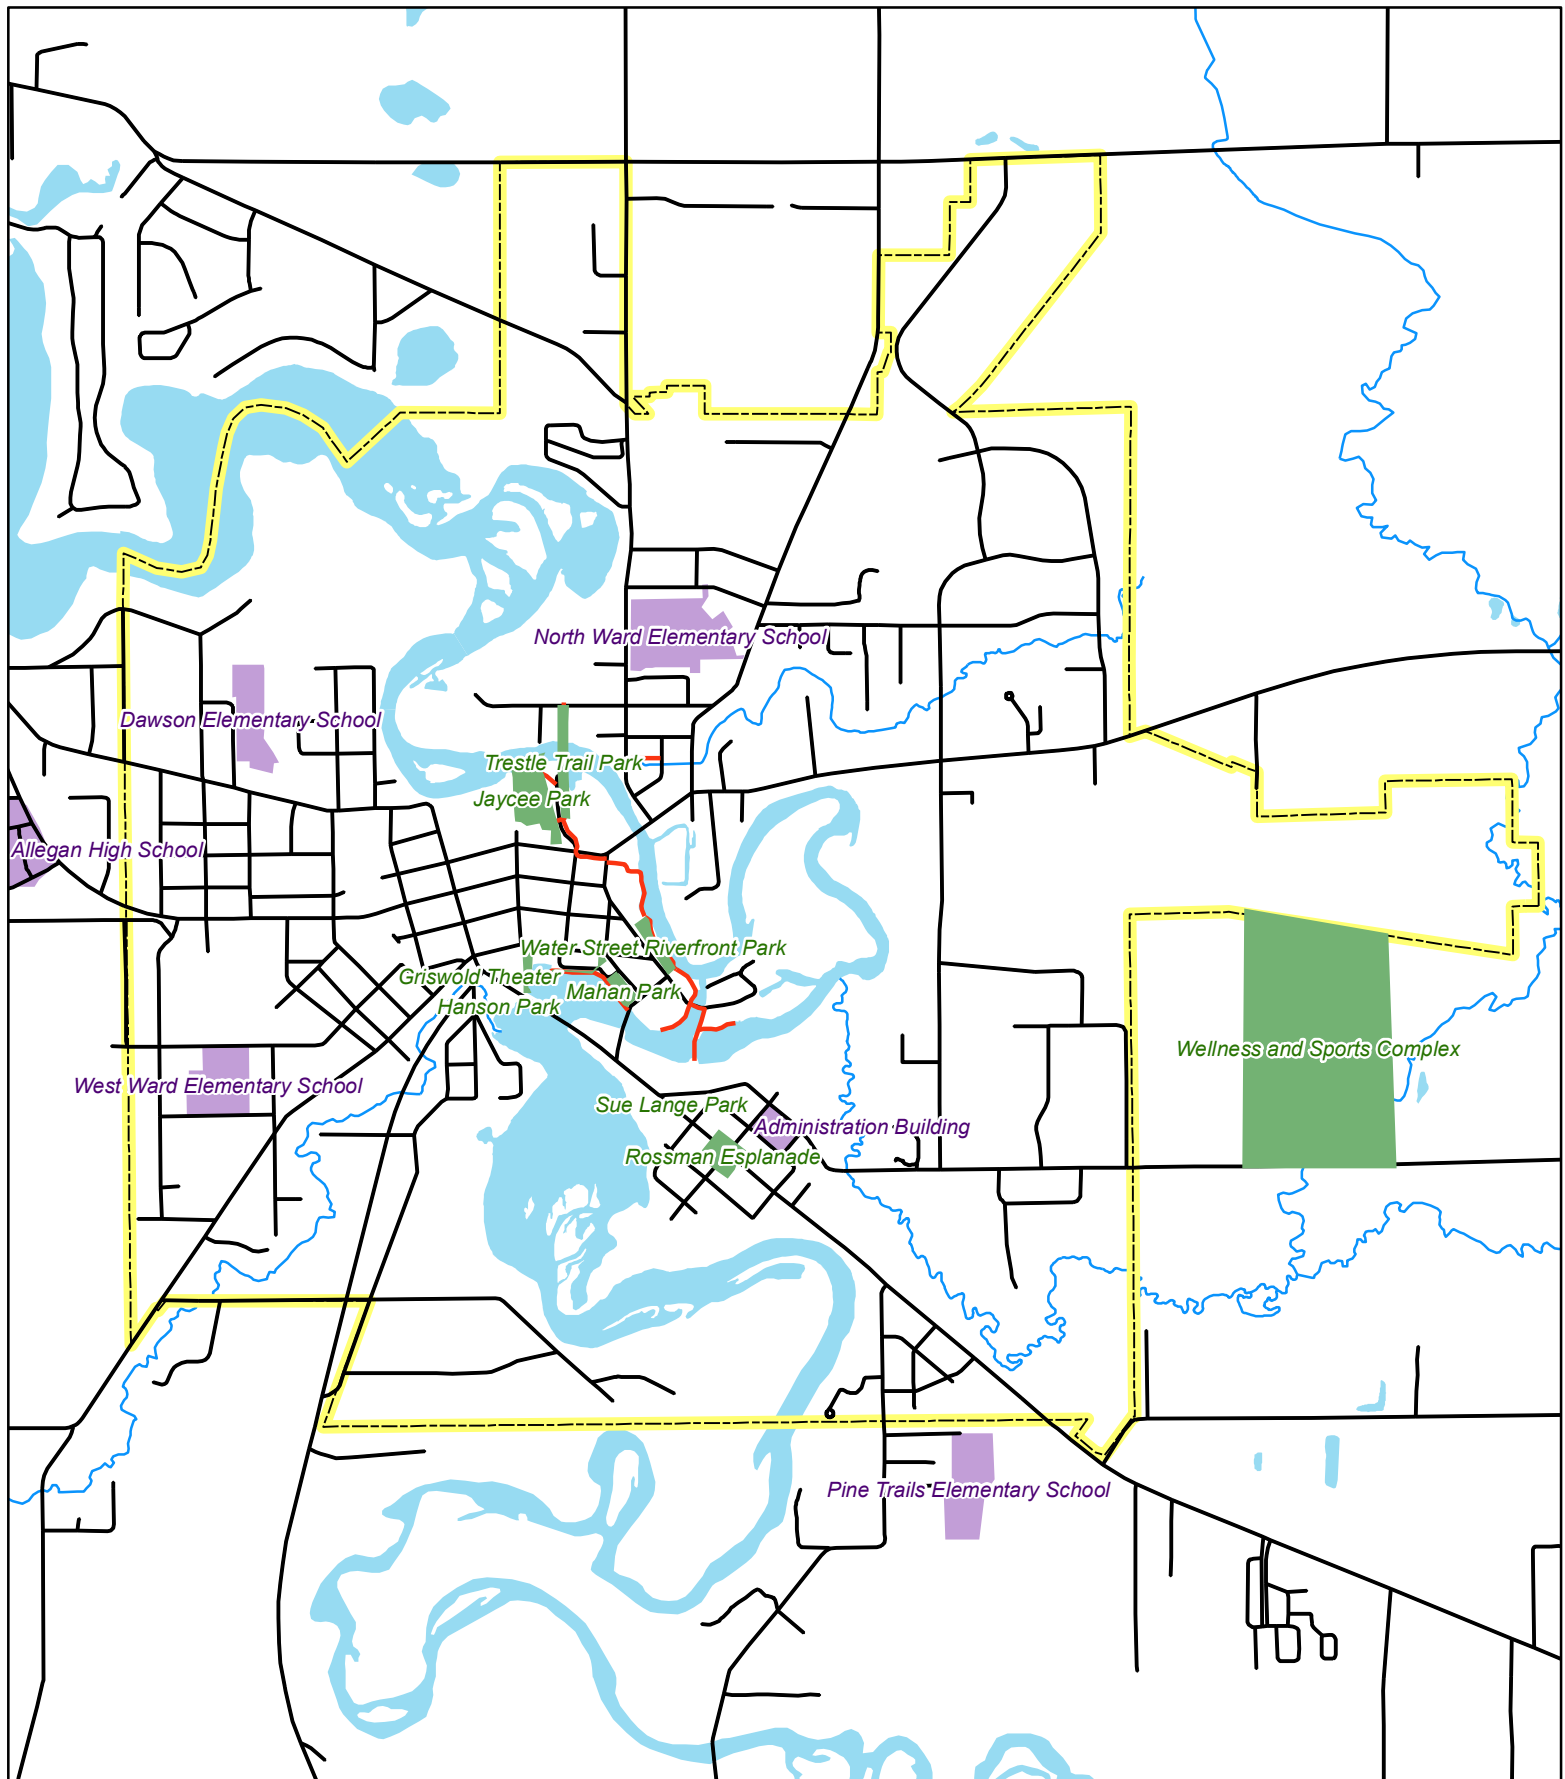 North Ward Elementary School
Dawson Elementary School
Trestle Trail Park
Jaycee Park
Allegan High School
Water Street Riverfront Park
Griswold Theater
Mahan Park
Hanson Park
Wellness and Sports Complex
West Ward Elementary School
Sue Lange Park
Administration Building
Rossman Esplanade
Pine Trails Elementary School